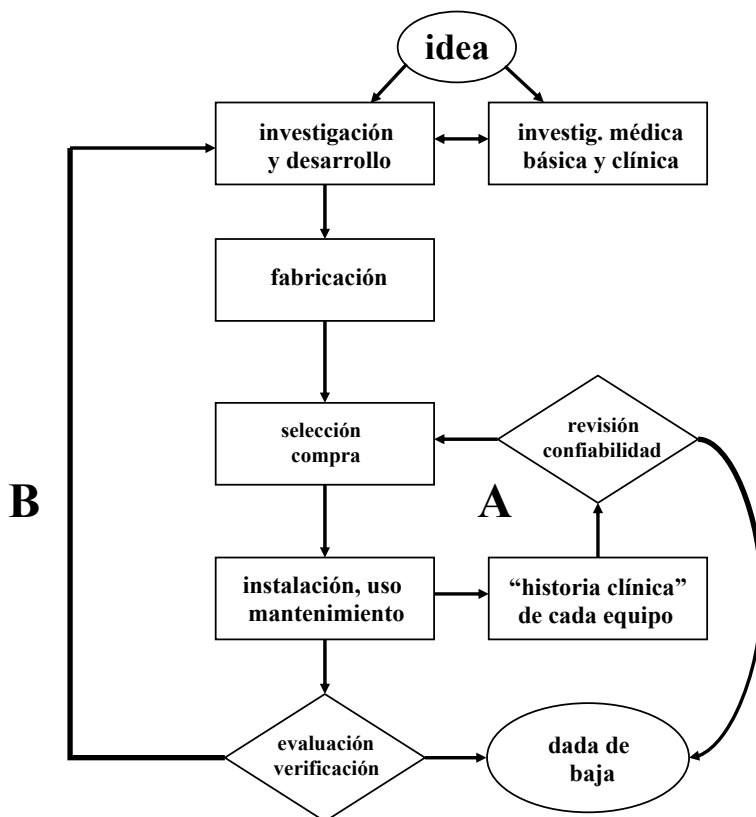 idea
investigación
y desarrollo
investig. médica
básica y clínica
fabricación
selección
compra
revisión
confiabilidad
B
A
instalación, uso
mantenimiento
“historia clínica”
de cada equipo
evaluación
verificación
dada de
baja